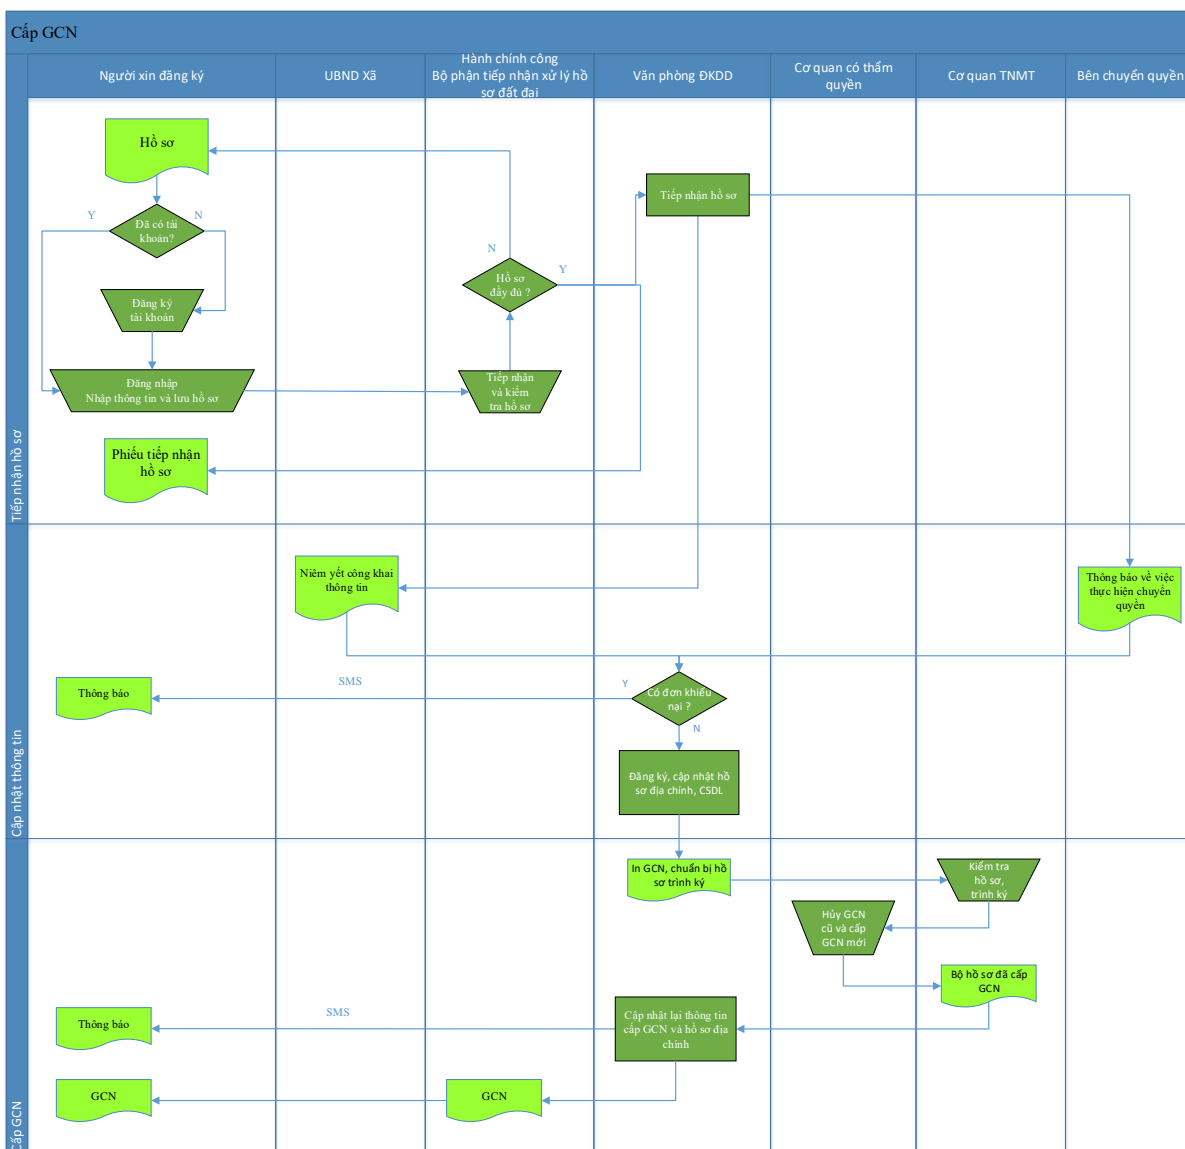 Cấp GCN
Người xin đăng ký
UBND Xã
Hành chính công
Bộ phận tiếp nhận xử lý hồ
sơ đất đai
Văn phòng ĐKDD
Cơ quan có thẩm
quyền
Cơ quan TNMT
Bên chuyển quyền
Tiếp nhận hồ sơ
Hồ sơ
Đã có tài
khoản?
Y
N
Đăng ký
tài khoản
Đăng nhập
Nhập thông tin và lưu hồ sơ
Phiếu tiếp nhận
hồ sơ
N
Hồ sơ
đầy đủ ?
Y
Tiếp nhận
và kiểm
tra hồ sơ
Tiếp nhận hồ sơ
Cập nhật thông tin
Niêm yết công khai
thông tin
Thông báo về việc
thực hiện chuyển
quyền
Thông báo
SMS
Y
Có đơn khiếu
nại ?
N
Đăng ký, cập nhật hồ
sơ địa chính, CSDL
Cấp GCN
In GCN, chuẩn bị hồ
sơ trình ký
Kiểm tra
hồ sơ,
trình ký
Hủy GCN
cũ và cấp
GCN mới
Bộ hồ sơ đã cấp
GCN
Thông báo
SMS
Cập nhật lại thông tin
cấp GCN và hồ sơ địa
chính
GCN
GCN